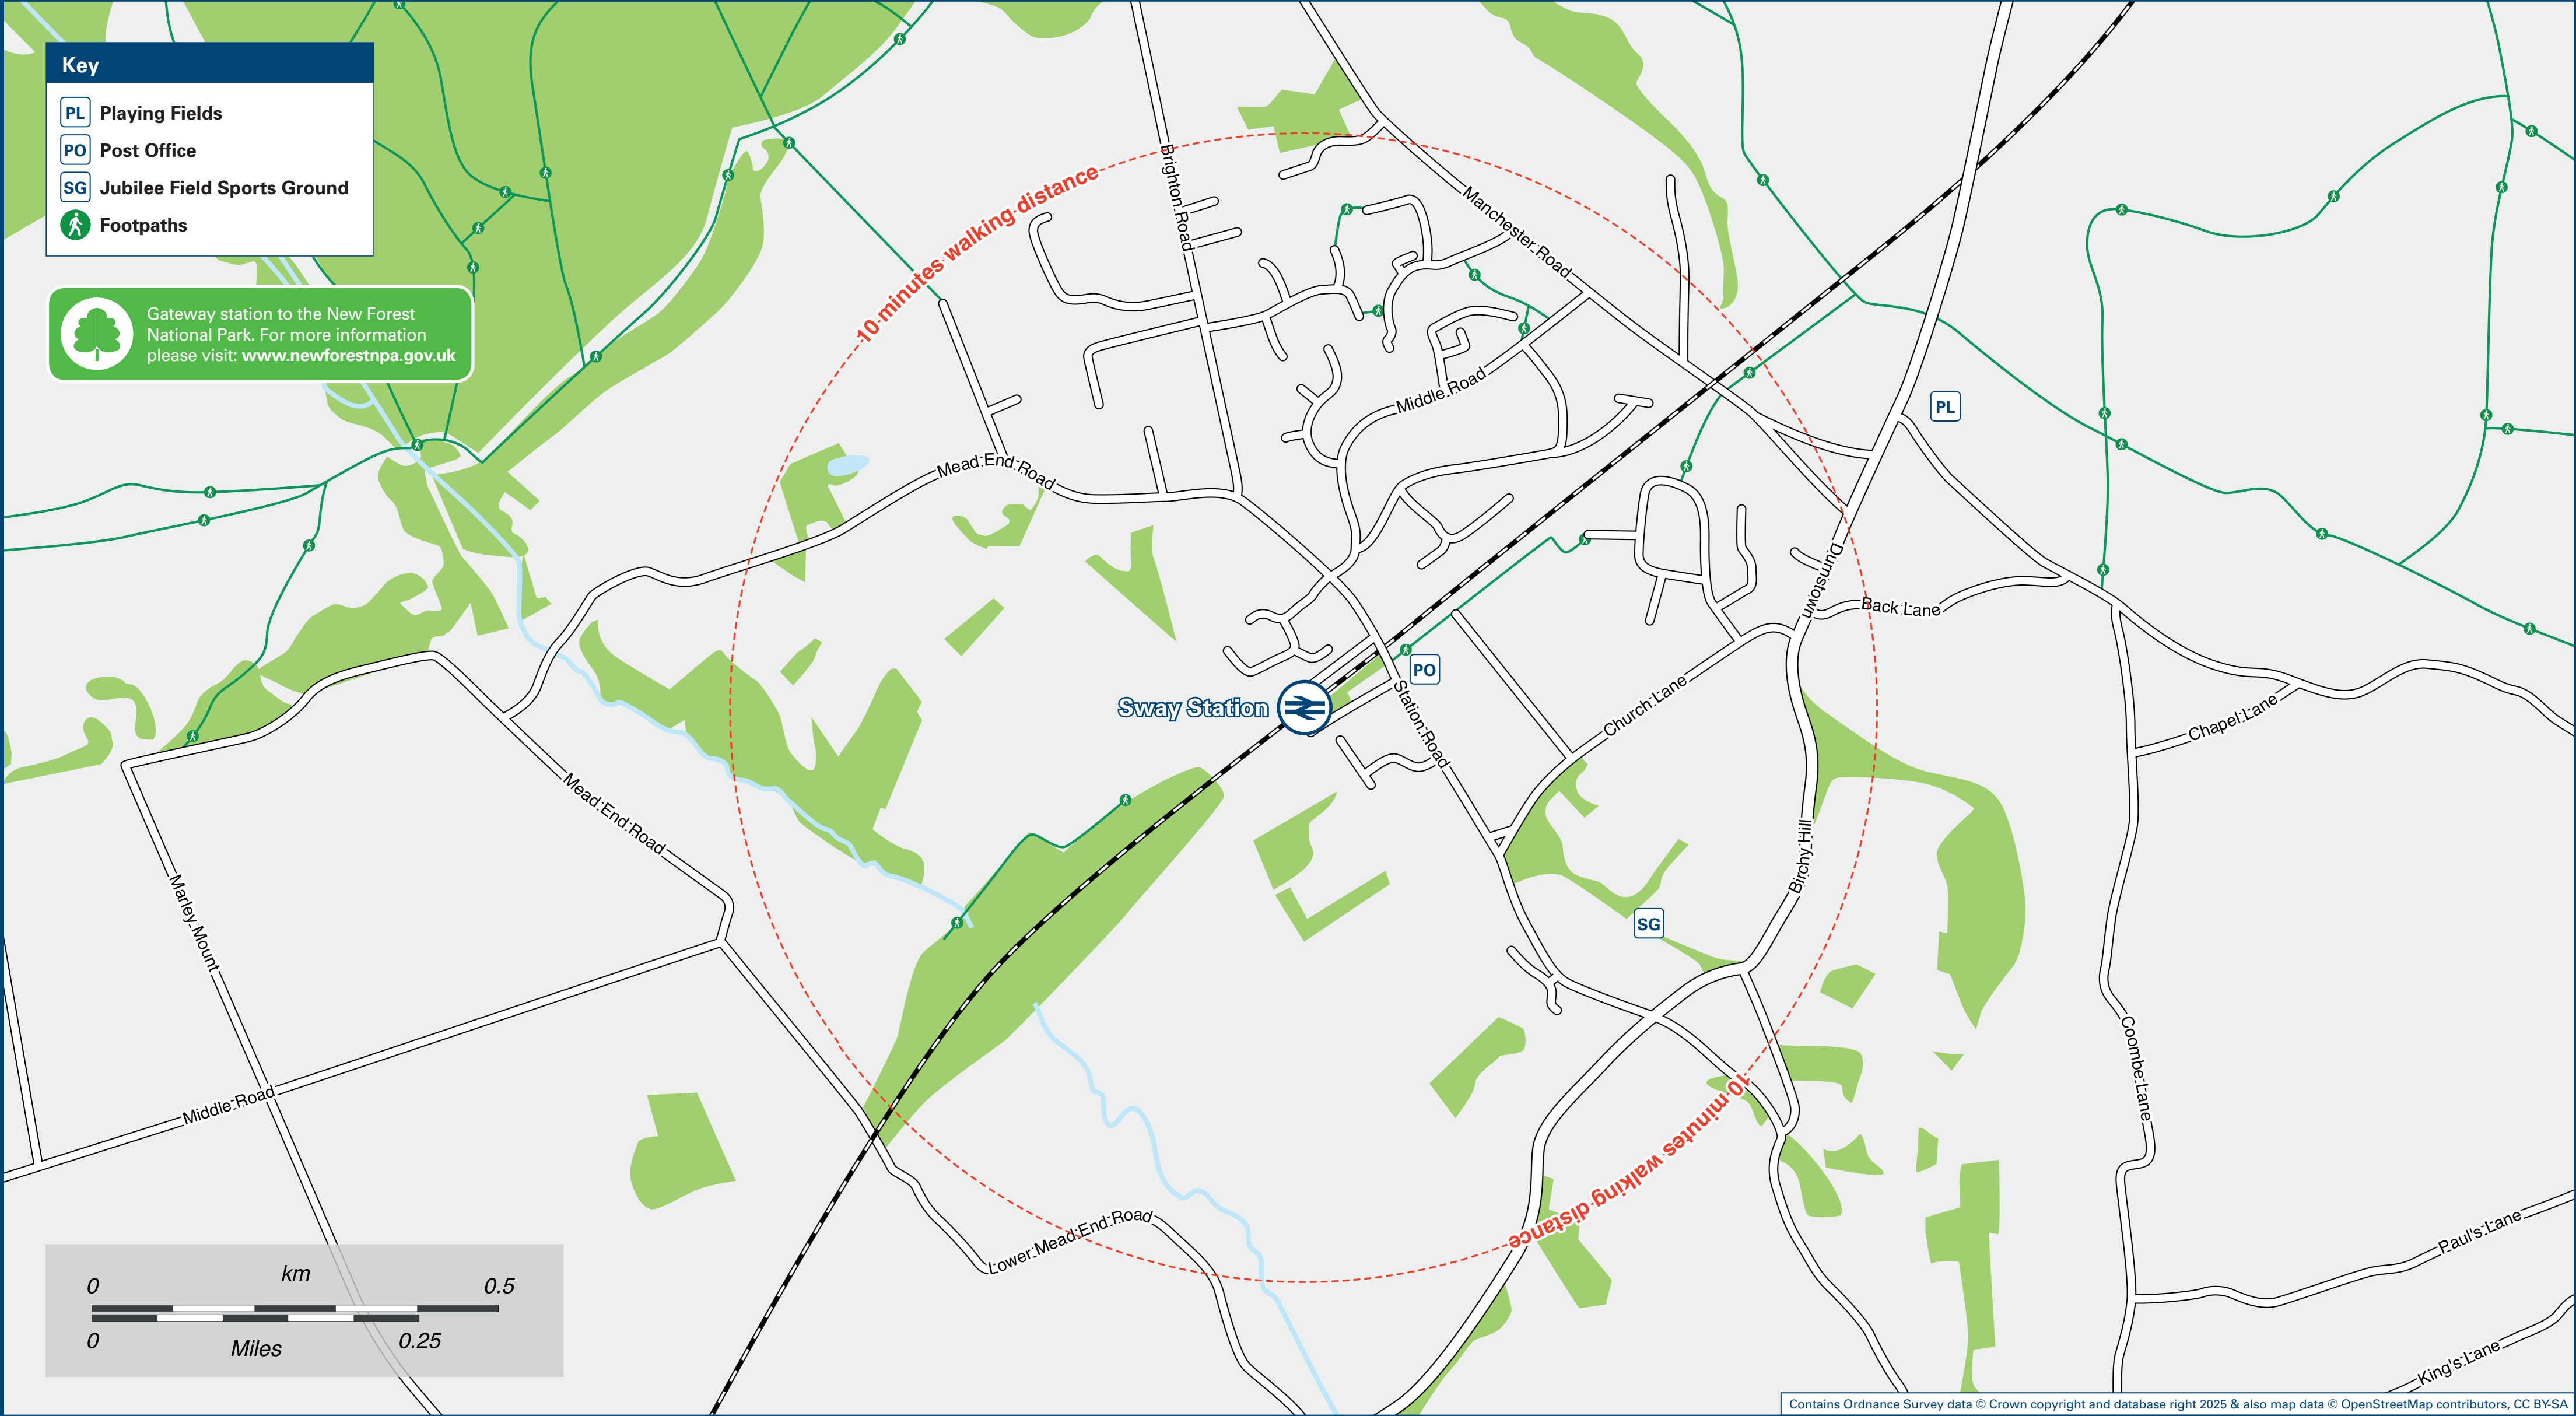 Key
PL Playing Fields
PO Post Office
SG Jubilee Field Sports Ground
Footpaths
Gateway station to the New Forest
National Park. For more information
please visit: www.newforestnpa.gov.uk
10 minutes walking distance
Brighton Road
Manchester Road
Middle Road
PL
Mead End Road
Durnstown
Back Lane
PO
Sway Station
Station Road
Church Lane
Chapel Lane
Mead End Road
Birchy Hill
Marley Mount
SG
Coombe Lane
Middle Road
10 minutes walking distance
Lower Mead End Road
Paul's Lane
King's Lane
km
0 0.5
0 0.25
Miles
Contains Ordnance Survey data © Crown copyright and database right 2025 & also map data © OpenStreetMap contributors, CC BY-SA